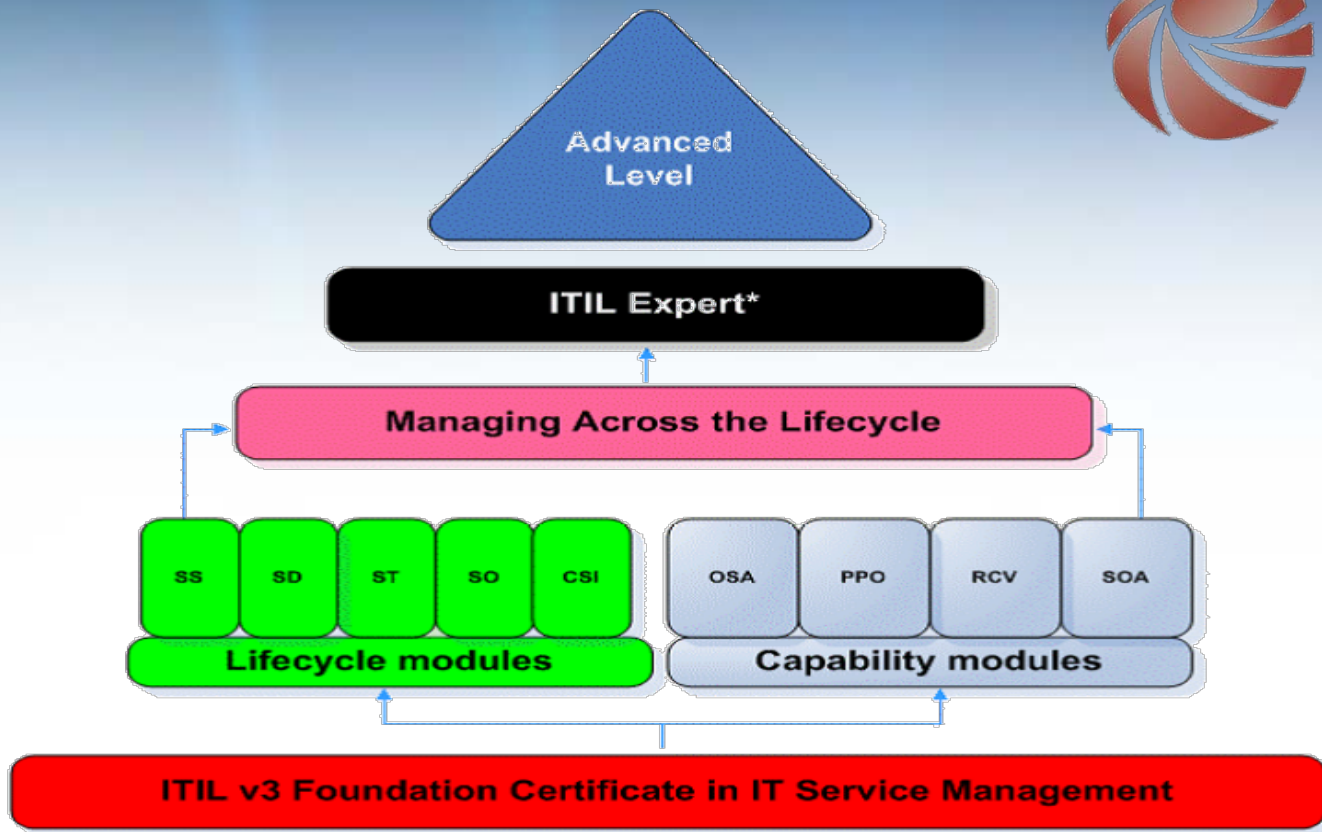 Advanced
Level
ITIL Expert*
Managing Across the Lifecycle
SS SD ST SO CSI OSA PPO RCV SOA
Lifecycle modules Capability modules
ITIL v3 Foundation Certificate in IT Service Management